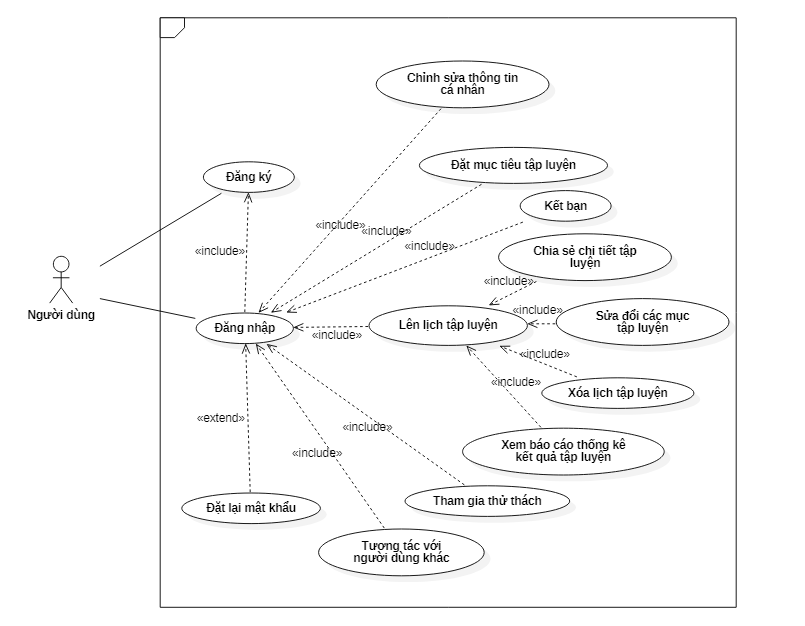 Chỉnh sửa thông tin
cá nhân
Đặt mục tiêu tập luyện
Đăng ký
Kết bạn
«include»
«include»
«include»
«include»
Chia sẻ chi tiết tập
luyện
«include»
Người dùng
Đăng nhập
«include»
Lên lịch tập luyện
«include»
Sửa đổi các mục
tập luyện
«include»
Xóa lịch tập luyện
«include»
«extend»
«include»
«include»
Xem báo cáo thống kê
kết quả tập luyện
Đặt lại mật khẩu
Tham gia thử thách
Tương tác với
người dùng khác